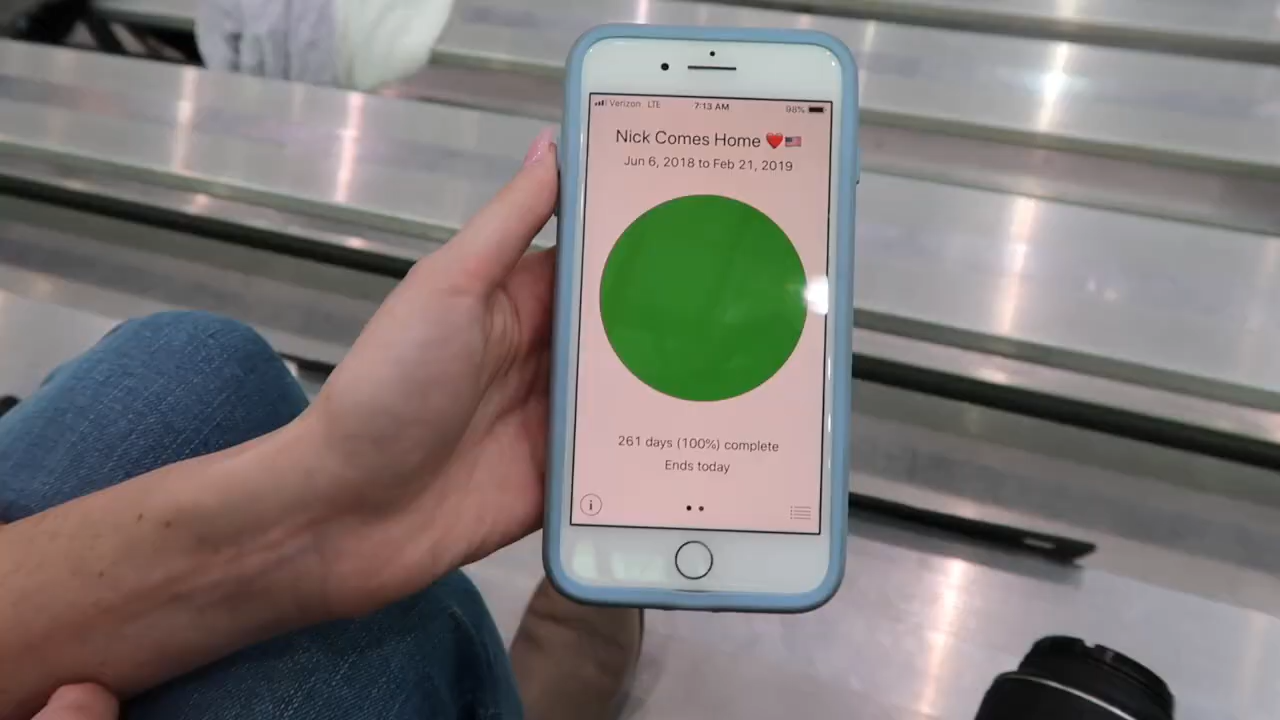 Verizon LTE 7:13 AM 98%
Nick Comes Home ❤️🇺🇸
Jun 6, 2018 to Feb 21, 2019
261 days (100%) complete
Ends today